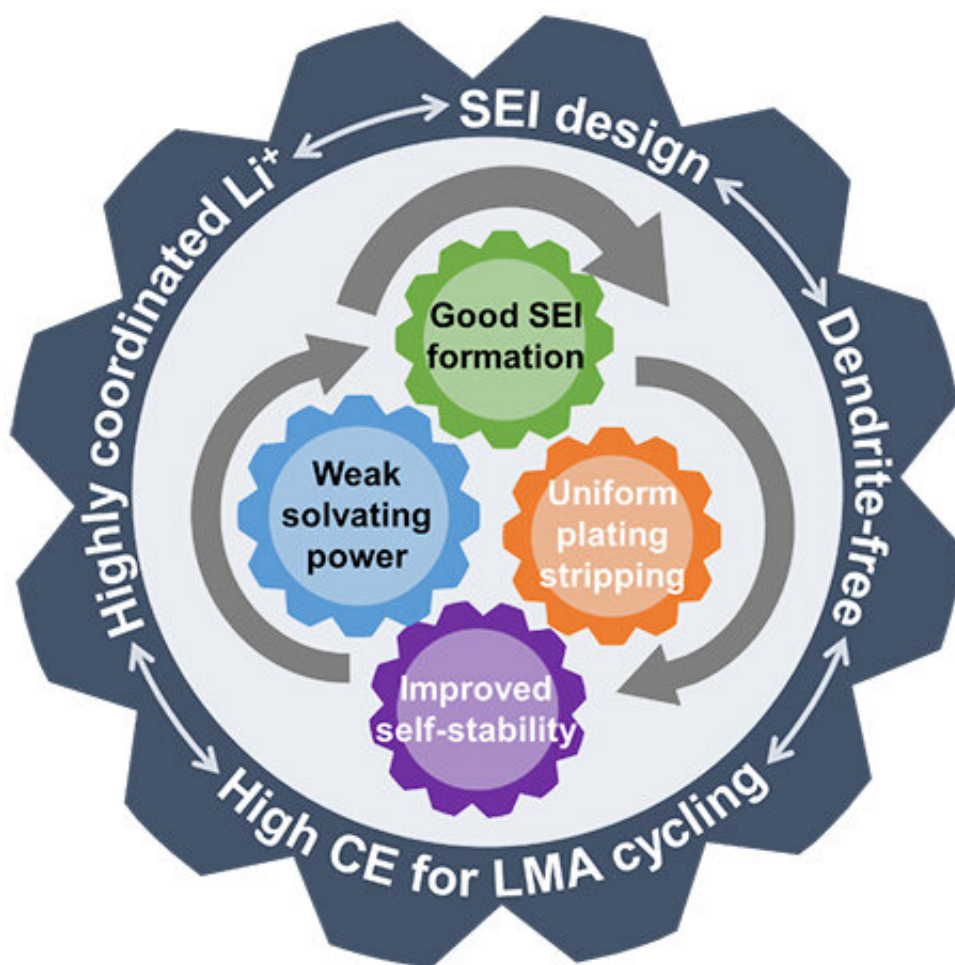 SEI design
Dendrite-free
High CE for LMA cycling
Highly coordinated Li⁺
Good SEI
formation
Weak
solvating
power
Uniform
plating
stripping
Improved
self-stability